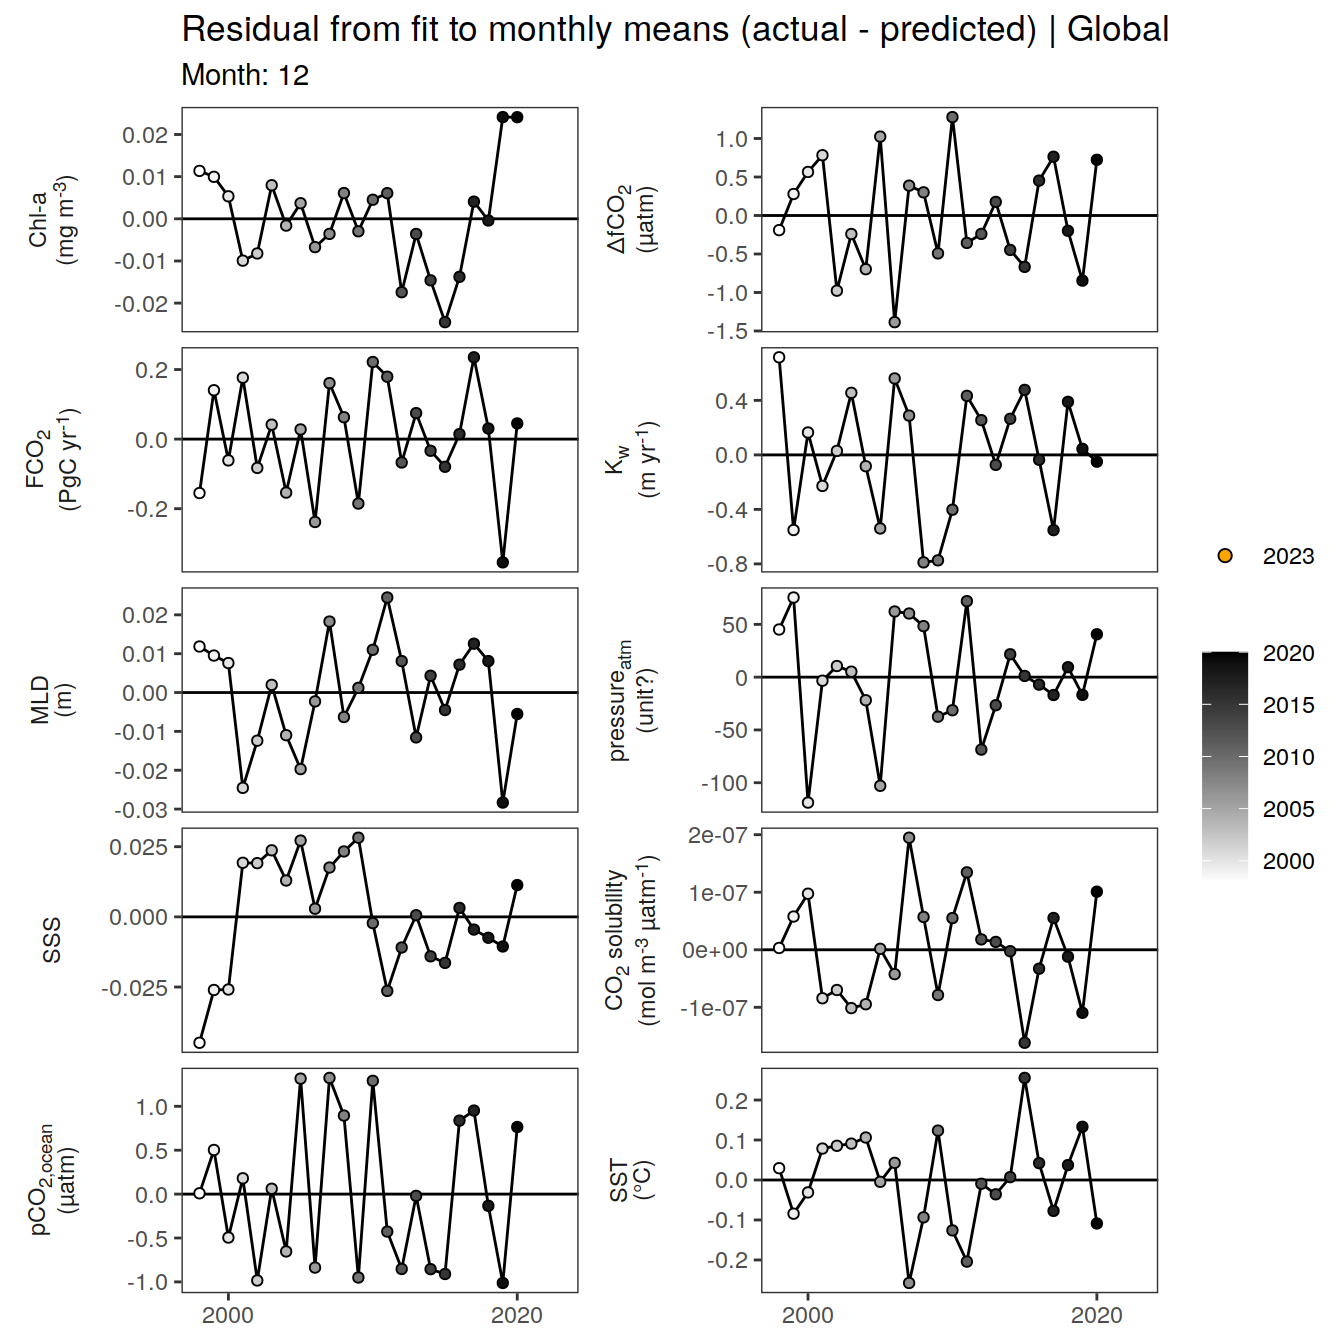 Residual from fit to monthly means (actual - predicted) | Global
Month: 12
Chl-a
(mg m⁻³)
0.02
0.01
0.00
-0.01
-0.02
ΔfCO₂
(µatm)
1.0
0.5
0.0
-0.5
-1.0
-1.5
FCO₂
(PgC yr⁻¹)
0.2
0.0
-0.2
K_w
(m yr⁻¹)
0.4
0.0
-0.4
-0.8
MLD
(m)
0.02
0.01
0.00
-0.01
-0.02
-0.03
pressure_atm
(unit?)
50
0
-50
-100
SSS
0.025
0.000
-0.025
CO₂ solubility
(mol m⁻³ µatm⁻¹)
2e-07
1e-07
0e+00
-1e-07
pCO₂,ocean
(µatm)
1.0
0.5
0.0
-0.5
-1.0
2000
2020
SST
(°C)
0.2
0.1
0.0
-0.1
-0.2
2000
2020
2023
2020
2015
2010
2005
2000